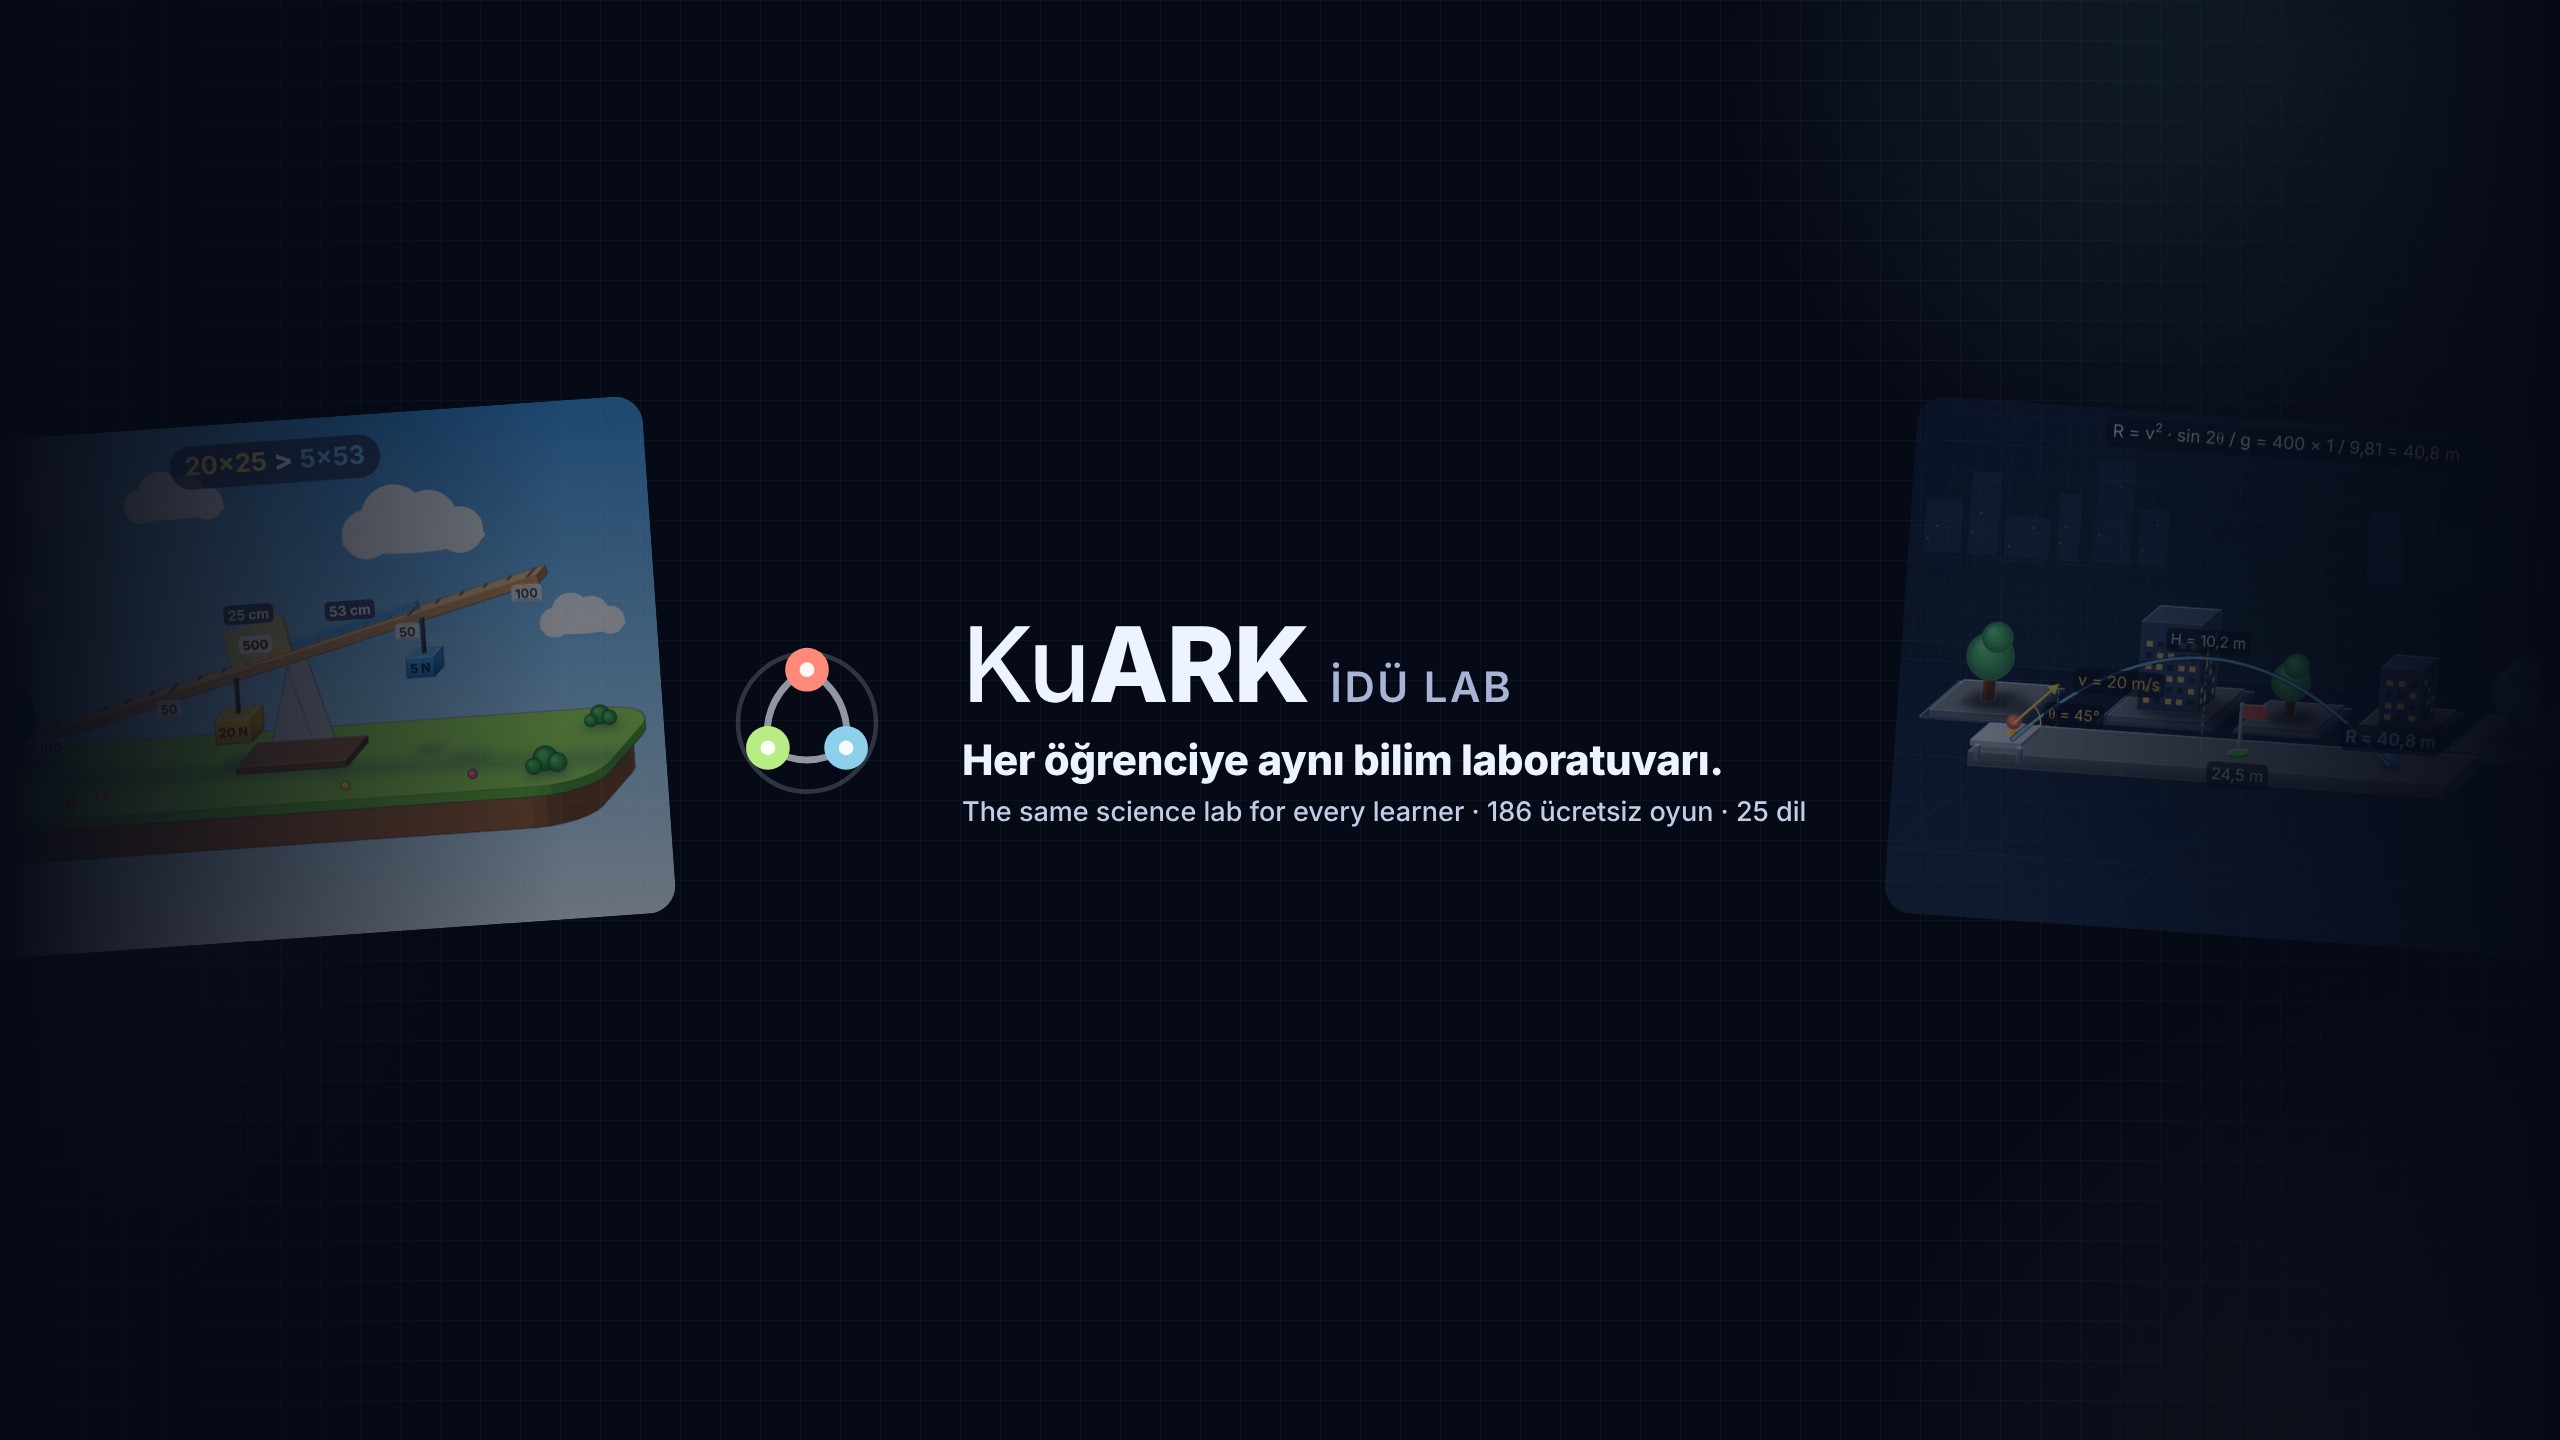 20×25 > 5×53
25 cm
53 cm
500
100
50
50
100
20 N
5 N
KuARK İDÜ LAB
Her öğrenciye aynı bilim laboratuvarı.
The same science lab for every learner · 186 ücretsiz oyun · 25 dil
R = v² · sin 2θ / g = 400 × 1 / 9,81 = 40,8 m
H = 10,2 m
v = 20 m/s
θ = 45°
R = 40,8 m
24,5 m